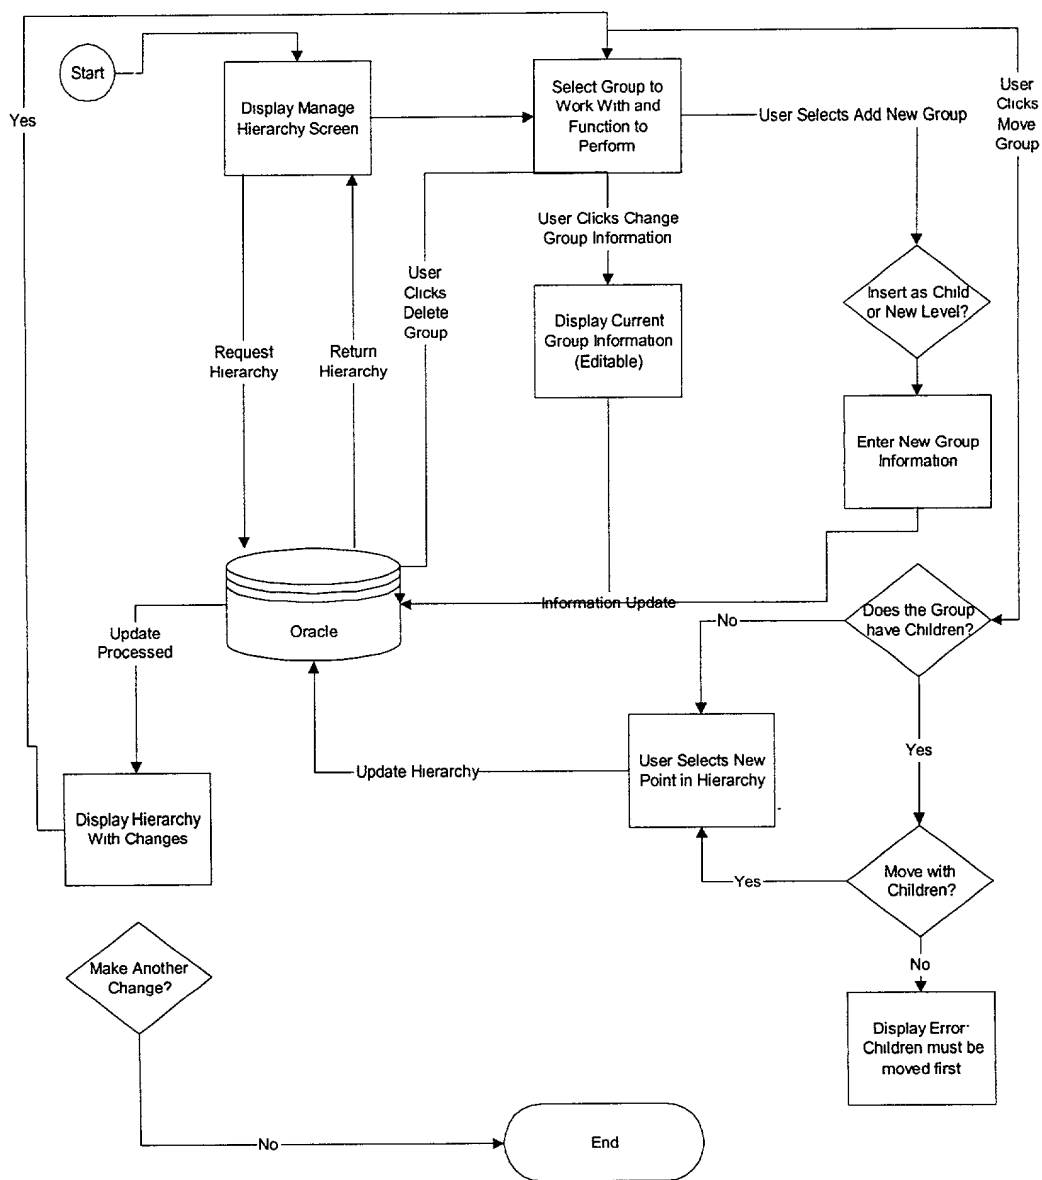 Start
Yes
Display Manage
Hierarchy Screen
Select Group to
Work With and
Function to
Perform
User Selects Add New Group
User
Clicks
Move
Group
User Clicks Change
Group Information
User
Clicks
Delete
Group
Insert as Child
or New Level?
Display Current
Group Information
(Editable)
Request
Hierarchy
Return
Hierarchy
Enter New Group
Information
Oracle
Information Update
Does the Group
have Children?
No
Update
Processed
Yes
User Selects New
Point in Hierarchy
Update Hierarchy
Display Hierarchy
With Changes
Move with
Children?
Yes
No
Make Another
Change?
Display Error:
Children must be
moved first
No
End